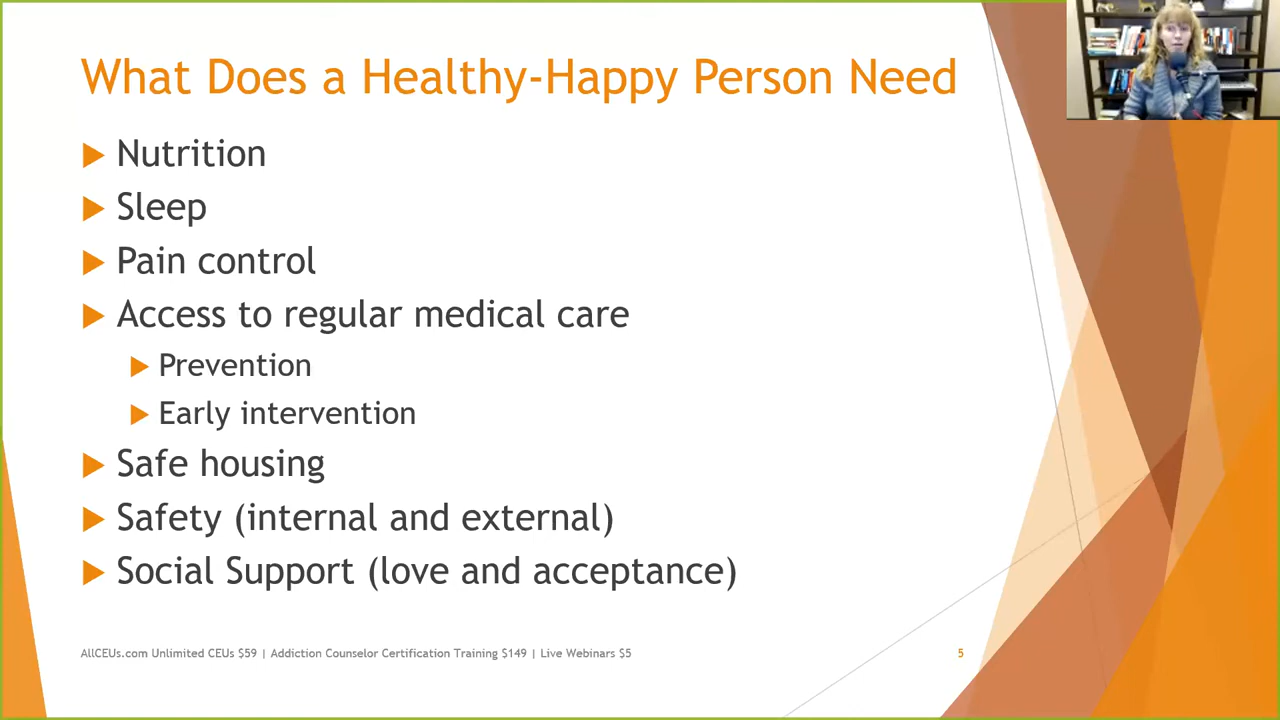 What Does a Healthy-Happy Person Need
Nutrition
Sleep
Pain control
Access to regular medical care
Prevention
Early intervention
Safe housing
Safety (internal and external)
Social Support (love and acceptance)
AllCEUs.com Unlimited CEUs $59 | Addiction Counselor Certification Training $149 | Live Webinars $5
5